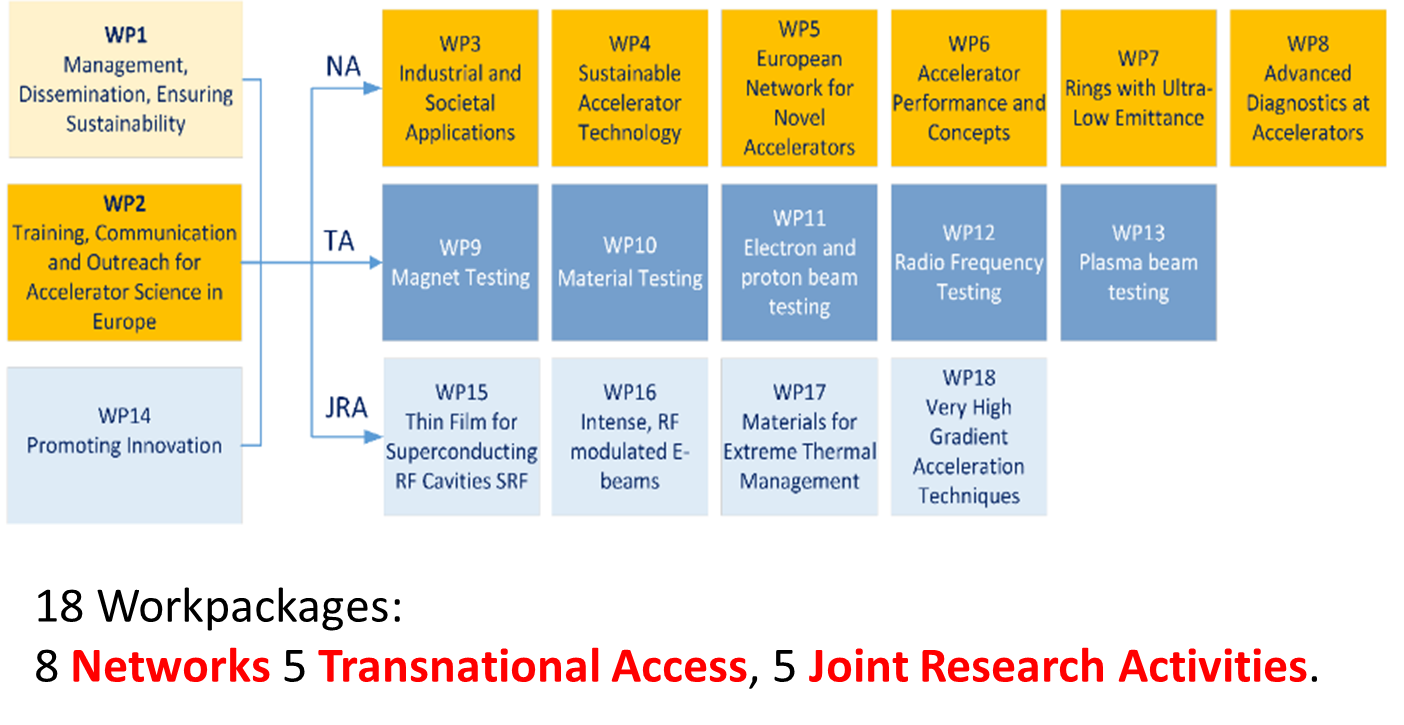 WP1
Management,
Dissemination, Ensuring
Sustainability
WP2
Training, Communication
and Outreach for
Accelerator Science in
Europe
WP14
Promoting Innovation
NA
WP3
Industrial and
Societal
Applications
WP4
Sustainable
Accelerator
Technology
WP5
European
Network for
Novel
Accelerators
WP6
Accelerator
Performance and
Concepts
WP7
Rings with Ultra-
Low Emittance
WP8
Advanced
Diagnostics at
Accelerators
TA
WP9
Magnet Testing
WP10
Material Testing
WP11
Electron and
proton beam
testing
WP12
Radio Frequency
Testing
WP13
Plasma beam
testing
JRA
WP15
Thin Film for
Superconducting
RF Cavities SRF
WP16
Intense, RF
modulated E-
beams
WP17
Materials for
Extreme Thermal
Management
WP18
Very High
Gradient
Acceleration
Techniques
18 Workpackages:
8 Networks 5 Transnational Access, 5 Joint Research Activities.